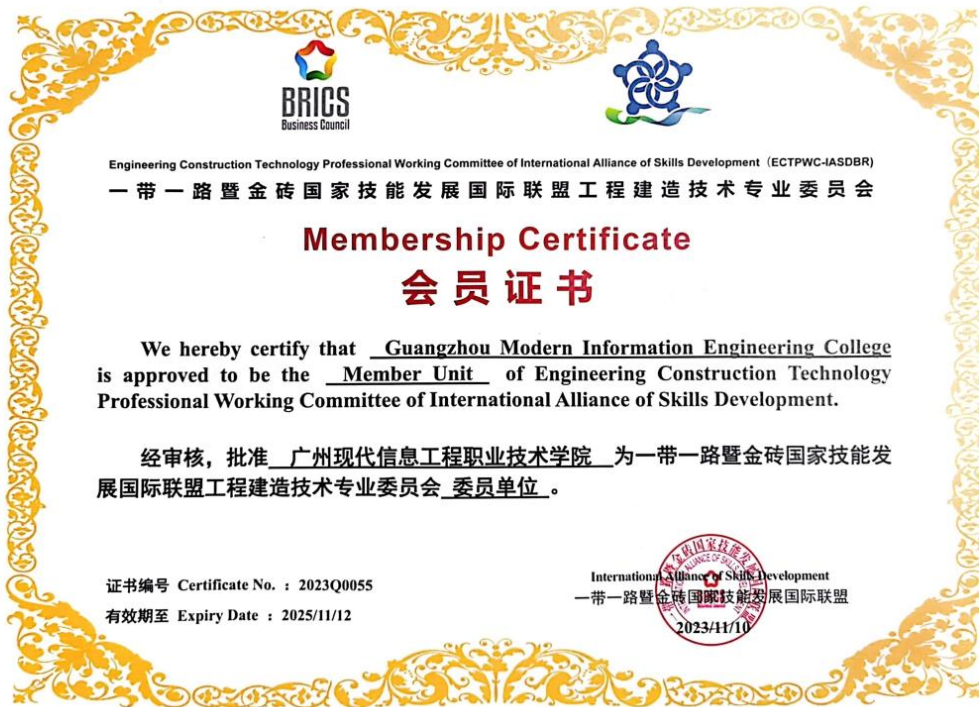 BRICS
Business Council
Engineering Construction Technology Professional Working Committee of International Alliance of Skills Development (ECTPWC-IASDBR)
一带一路暨金砖国家技能发展国际联盟工程建造技术专业委员会
Membership Certificate
会员证书
We hereby certify that Guangzhou Modern Information Engineering College
is approved to be the Member Unit of Engineering Construction Technology
Professional Working Committee of International Alliance of Skills Development.
经审核，批准 广州现代信息工程职业技术学院 为一带一路暨金砖国家技能发
展国际联盟工程建造技术专业委员会 委员单位 。
证书编号 Certificate No. : 2023Q0055
有效期至 Expiry Date : 2025/11/12
International Alliance of Skills Development
一带一路暨金砖国家技能发展国际联盟
2023/11/10